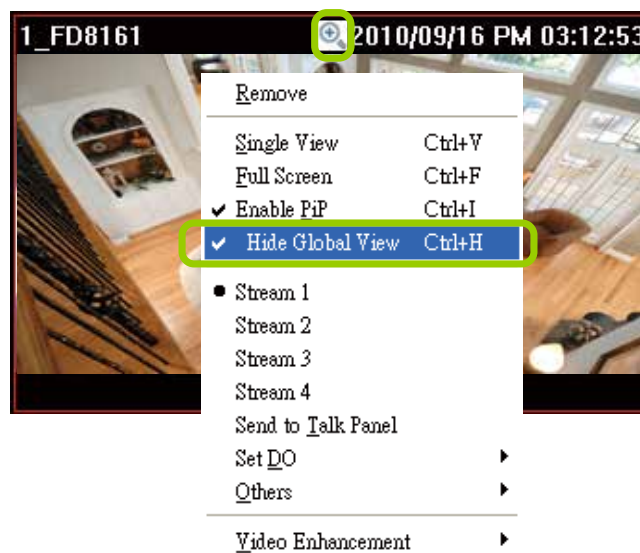 1_FD8161 2010/09/16 PM 03:12:53
Remove
Single View Ctrl+V
Full Screen Ctrl+F
Enable PiP Ctrl+I
Hide Global View Ctrl+H
Stream 1
Stream 2
Stream 3
Stream 4
Send to Talk Panel
Set DO
Others
Video Enhancement